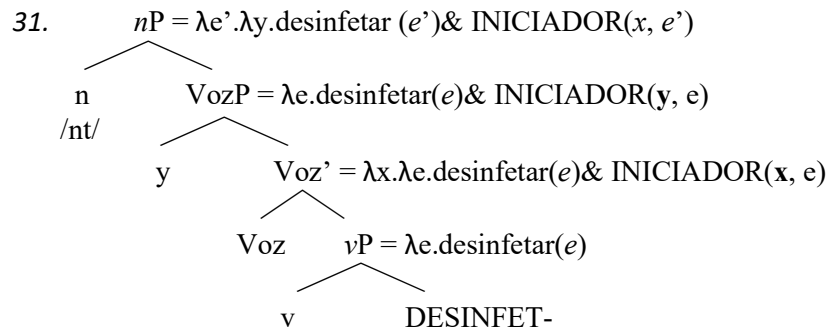 31. nP = λe’.λy.desinfetar (e’)& INICIADOR(x, e’)
n VozP = λe.desinfetar(e)& INICIADOR(y, e)
/nt/
y Voz’ = λx.λe.desinfetar(e)& INICIADOR(x, e)
Voz vP = λe.desinfetar(e)
v DESINFET-